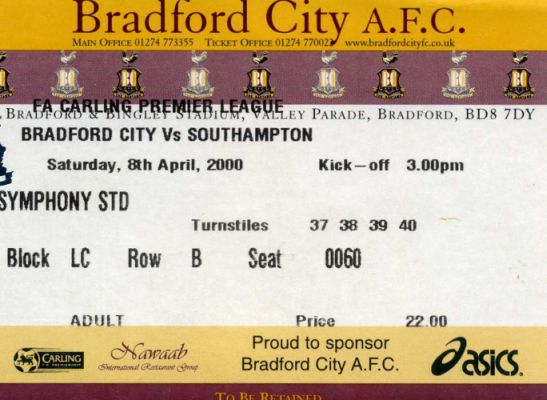 Bradford City A.F.C.
MAIN OFFICE 01274 773355 TICKET OFFICE 01274 770022 www.bradfordcityfc.co.uk
FA CARLING PREMIER LEAGUE
BRADFORD & BINGLEY STADIUM, VALLEY PARADE, BRADFORD, BD8 7DY
BRADFORD CITY Vs SOUTHAMPTON
Saturday, 8th April, 2000 Kick-off 3.00pm
SYMPHONY STD
Turnstiles 37 38 39 40
Block LC Row B Seat 0060
ADULT Price 22.00
CARLING Nawaab International Restaurant Group
Proud to sponsor
Bradford City A.F.C.
asics.
TO BE RETAINED